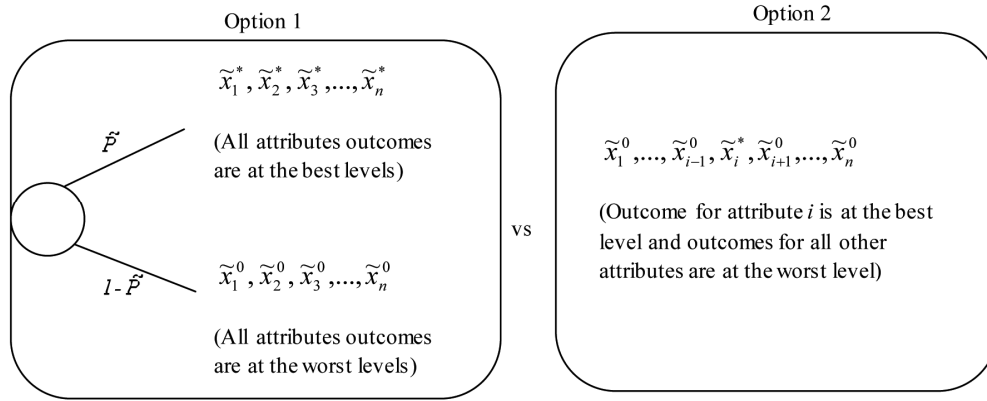 Option 1
x̃₁*, x̃₂*, x̃₃*,..., x̃ₙ*
P̃
(All attributes outcomes
are at the best levels)
1-P̃
x̃₁⁰, x̃₂⁰, x̃₃⁰,..., x̃ₙ⁰
(All attributes outcomes
are at the worst levels)
vs
Option 2
x̃₁⁰,..., x̃ᵢ₋₁⁰, x̃ᵢ*, x̃ᵢ₊₁⁰,..., x̃ₙ⁰
(Outcome for attribute i is at the best
level and outcomes for all other
attributes are at the worst level)